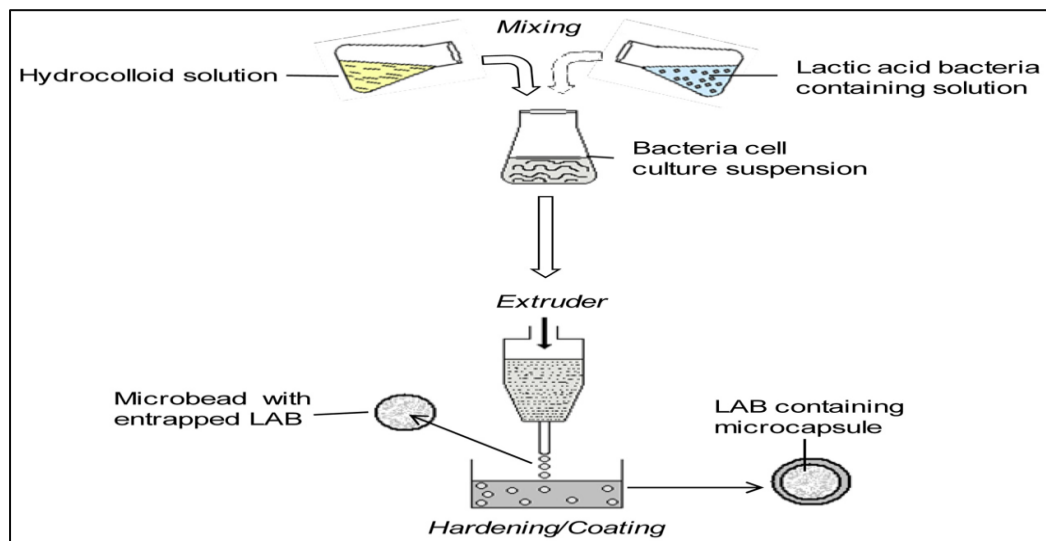 Mixing
Hydrocolloid solution
Lactic acid bacteria
containing solution
Bacteria cell
culture suspension
Extruder
Microbead with
entrapped LAB
LAB containing
microcapsule
Hardening/Coating